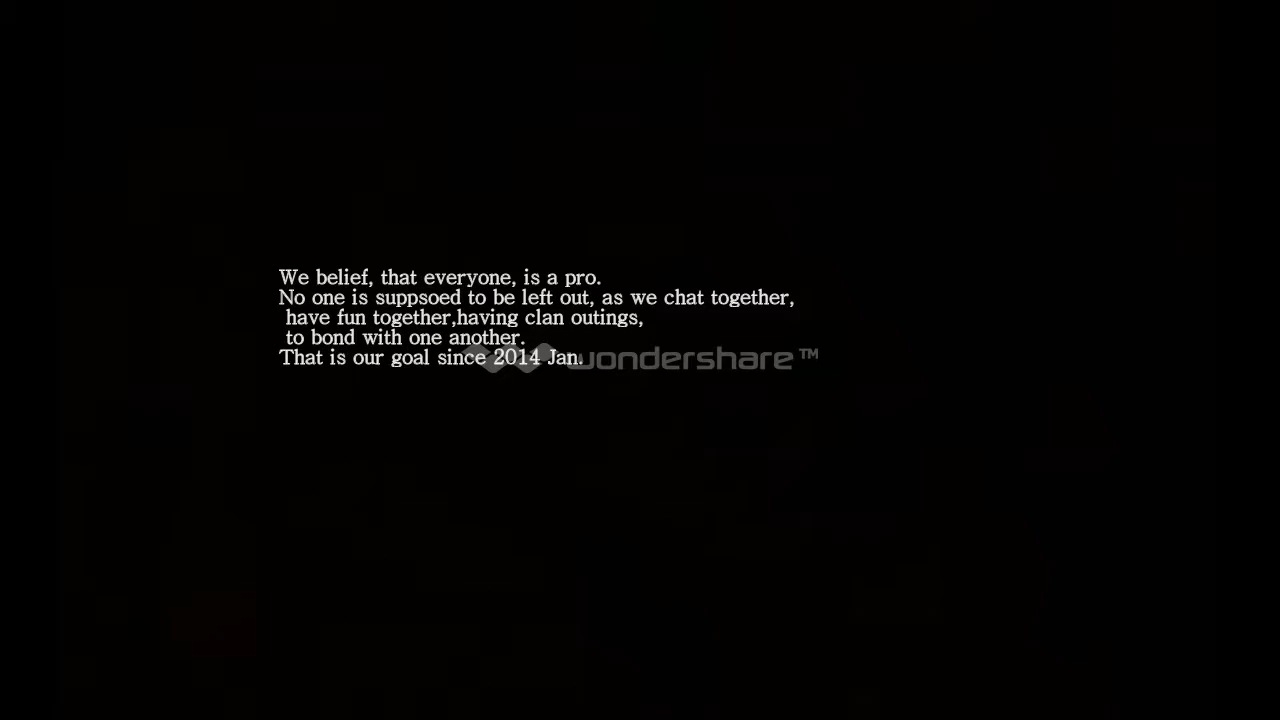 We belief, that everyone, is a pro.
No one is suppsoed to be left out, as we chat together,
have fun together,having clan outings,
to bond with one another.
That is our goal since 2014 Jan.
wondershare™